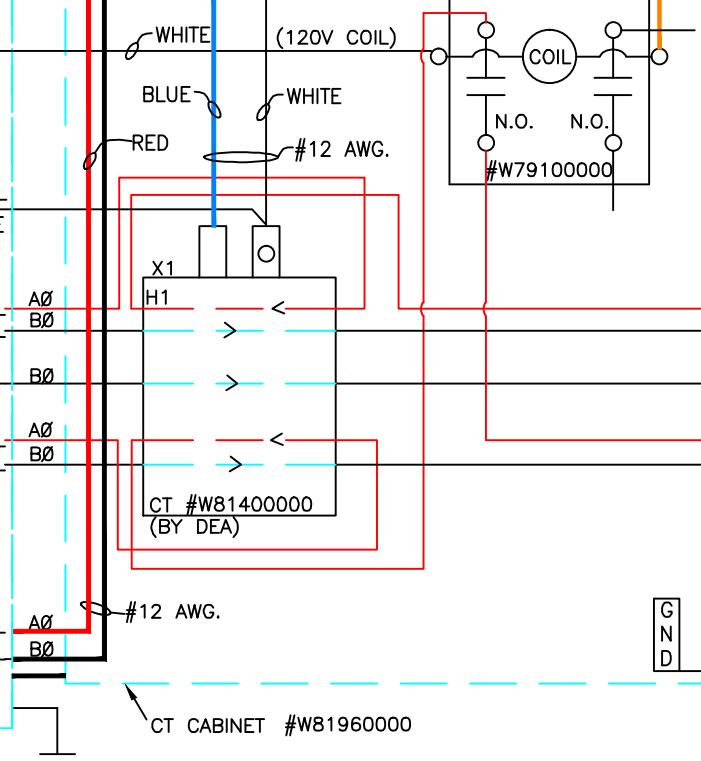 WHITE
(120V COIL)
COIL
BLUE
WHITE
N.O.
N.O.
RED
#12 AWG.
#W79100000
X1
H1
AØ
BØ
BØ
AØ
BØ
CT #W81400000
(BY DEA)
#12 AWG.
AØ
BØ
G
N
D
CT CABINET #W81960000